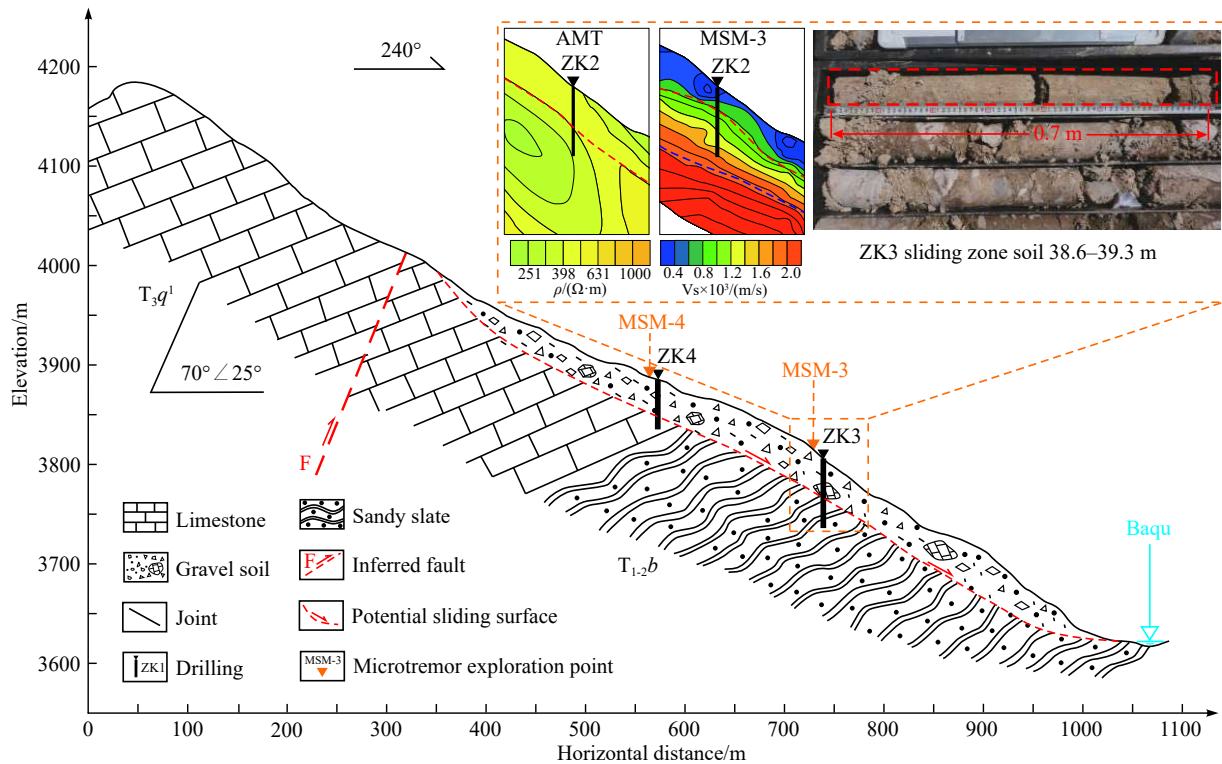 240°
AMT
ZK2
MSM-3
ZK2
251 398 631 1000
ρ/(Ω·m)
0.4 0.8 1.2 1.6 2.0
Vs×10³/(m/s)
0.7 m
ZK3 sliding zone soil 38.6–39.3 m
Elevation/m
4200
4100
4000
3900
3800
3700
3600
T₃q¹
70°∠25°
F
MSM-4
ZK4
MSM-3
ZK3
T₁₋₂b
Baqu
Limestone
Sandy slate
Gravel soil
F
Inferred fault
Joint
Potential sliding surface
ZK1
Drilling
MSM-3
Microtremor exploration point
0 100 200 300 400 500 600 700 800 900 1000 1100
Horizontal distance/m